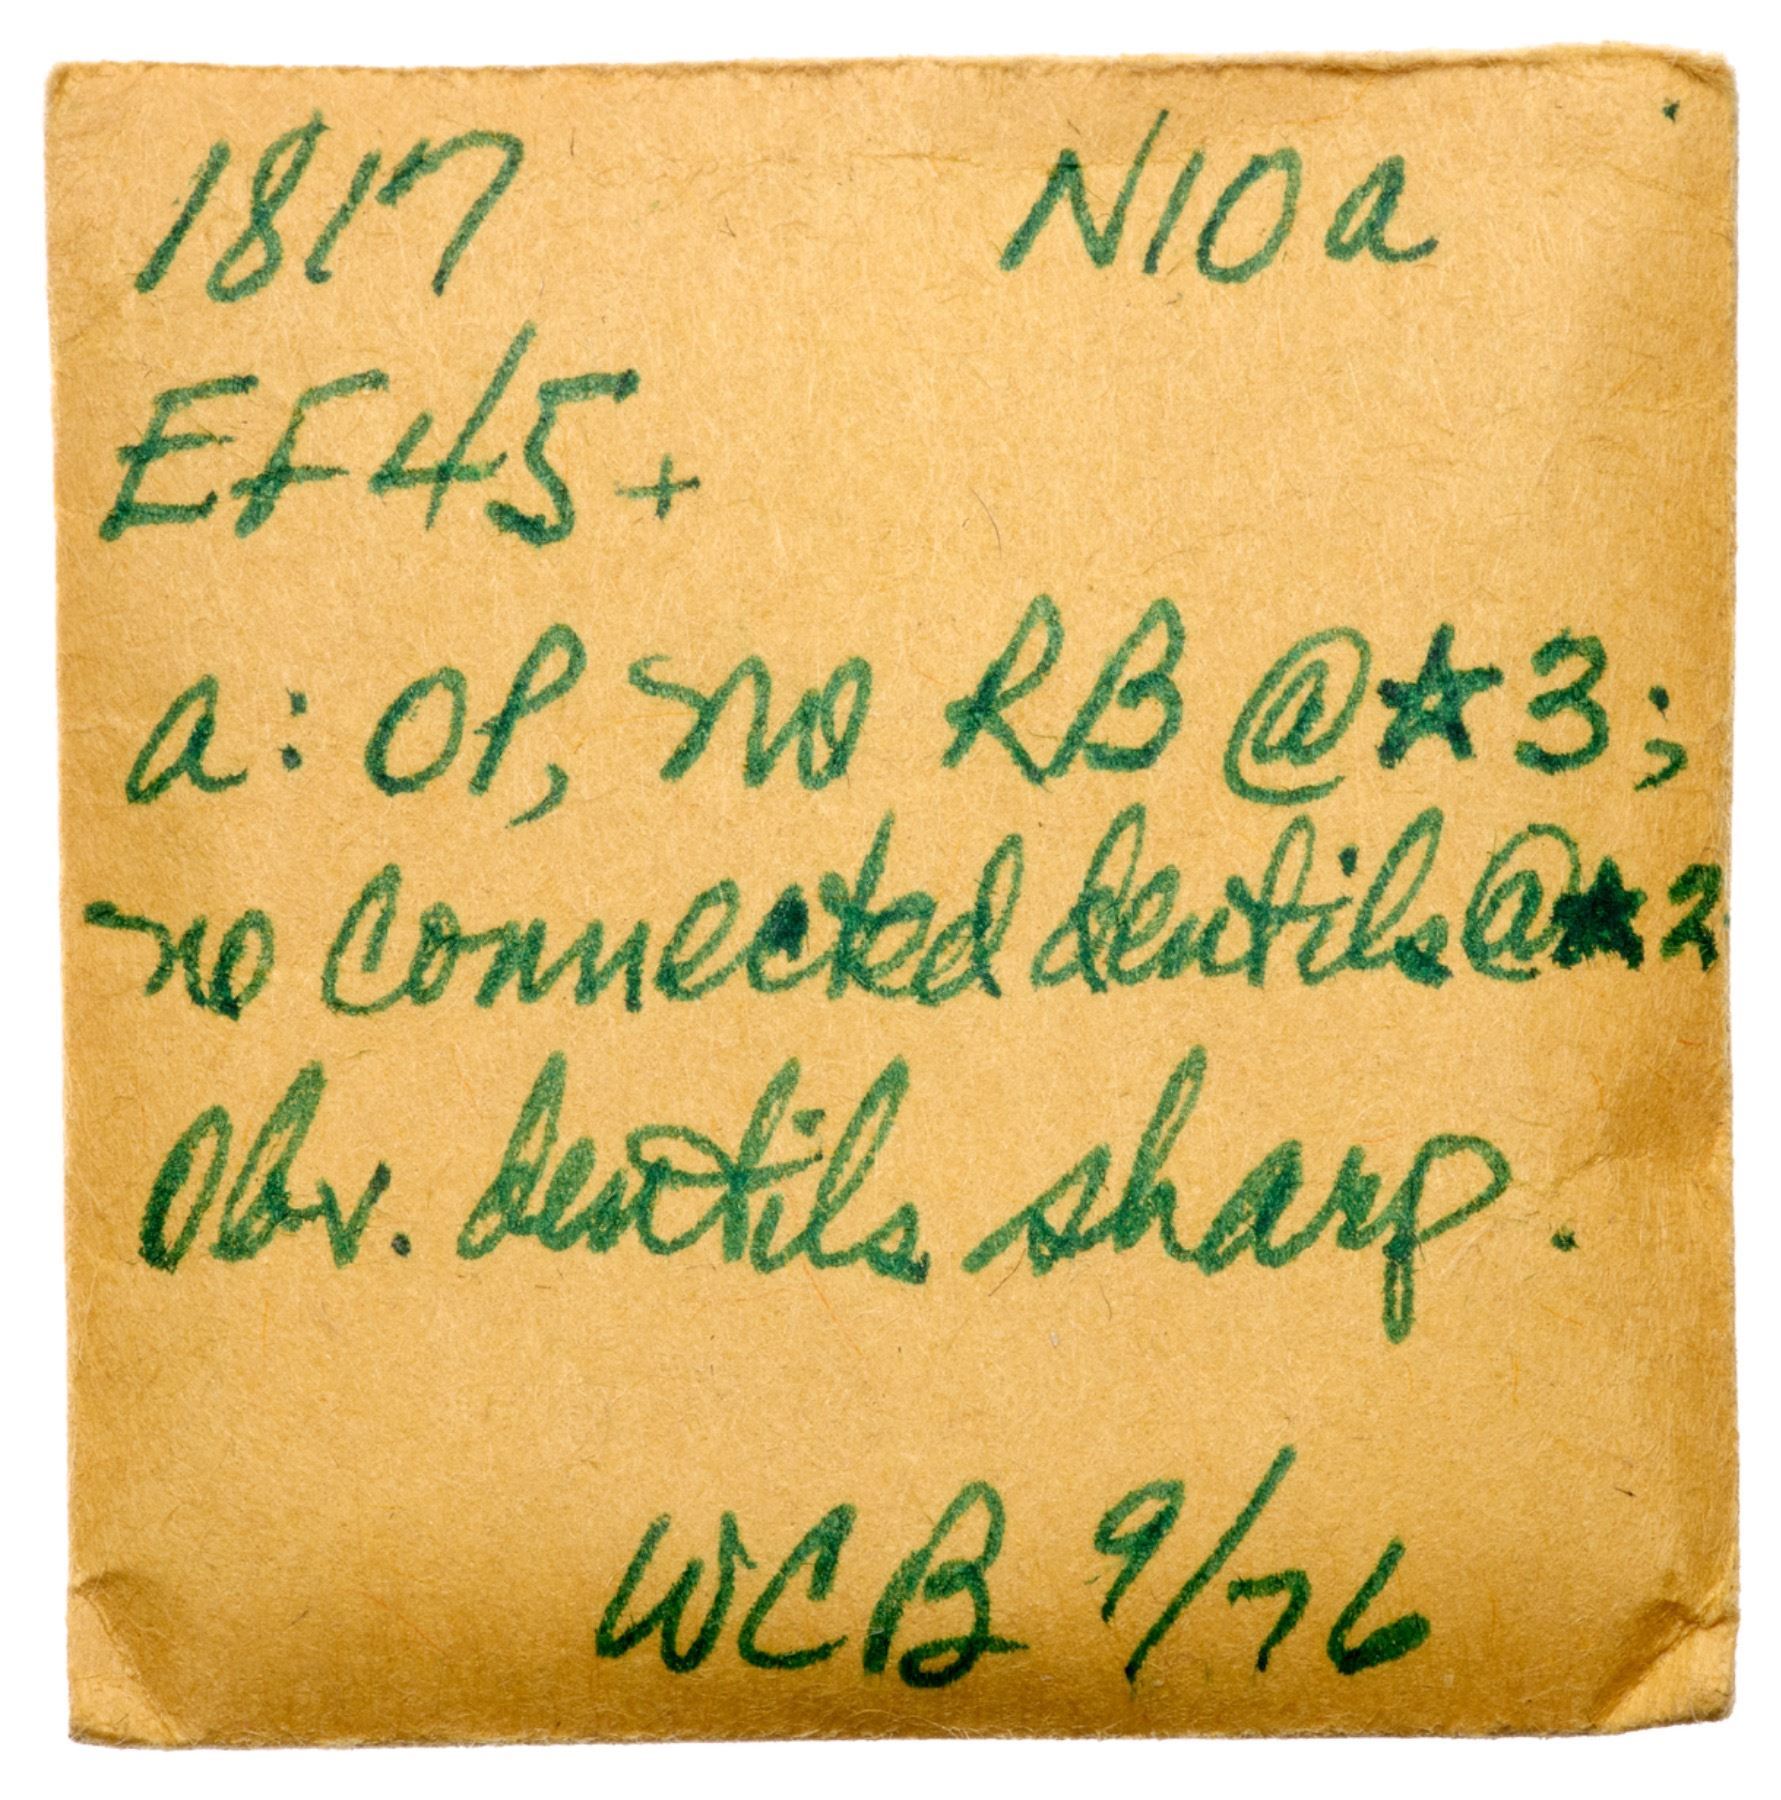 1817 N10a
EF45+
a: OP, no RB @★3;
no connected dentils @★2
Obv. dentils sharp.
WCB 9/76